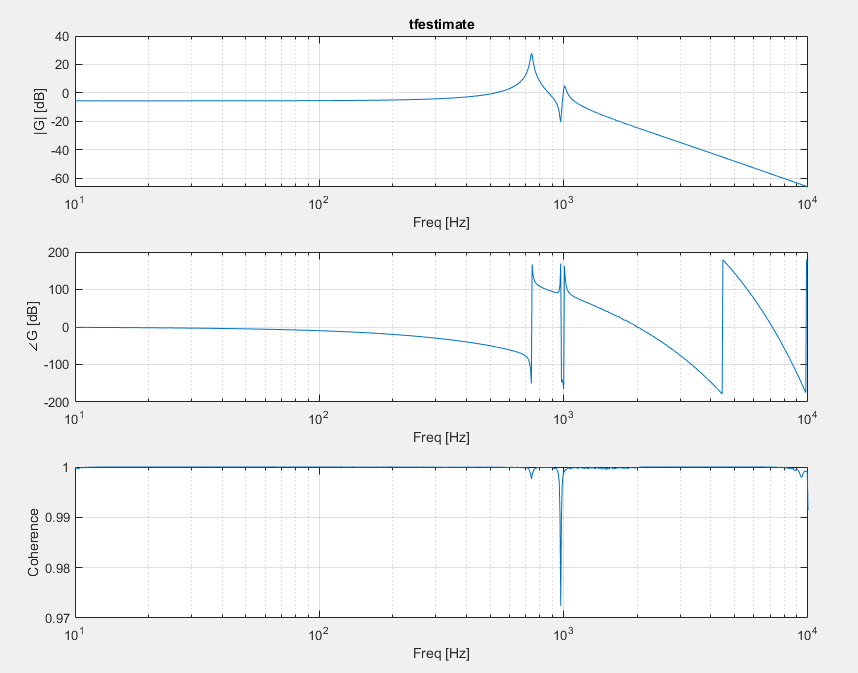 tfestimate
40
20
0
-20
-40
-60
|G| [dB]
10^1 10^2 10^3 10^4
Freq [Hz]
200
100
0
-100
-200
∠G [dB]
10^1 10^2 10^3 10^4
Freq [Hz]
1
0.99
0.98
0.97
Coherence
10^1 10^2 10^3 10^4
Freq [Hz]